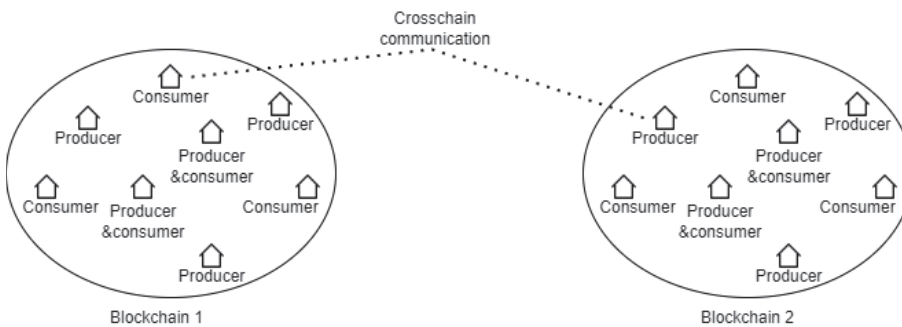 Crosschain
communication
Consumer
Producer
Producer
Producer
&consumer
Consumer
Producer
&consumer
Consumer
Producer
Blockchain 1
Consumer
Producer
Producer
Producer
&consumer
Consumer
Producer
&consumer
Consumer
Producer
Blockchain 2